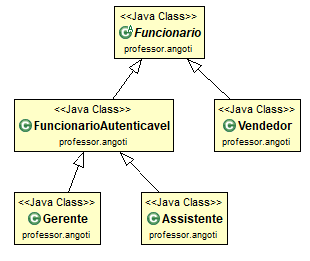 <<Java Class>>
Funcionario
professor.angoti
<<Java Class>>
FuncionarioAutenticavel
professor.angoti
<<Java Class>>
Vendedor
professor.angoti
<<Java Class>>
Gerente
professor.angoti
<<Java Class>>
Assistente
professor.angoti